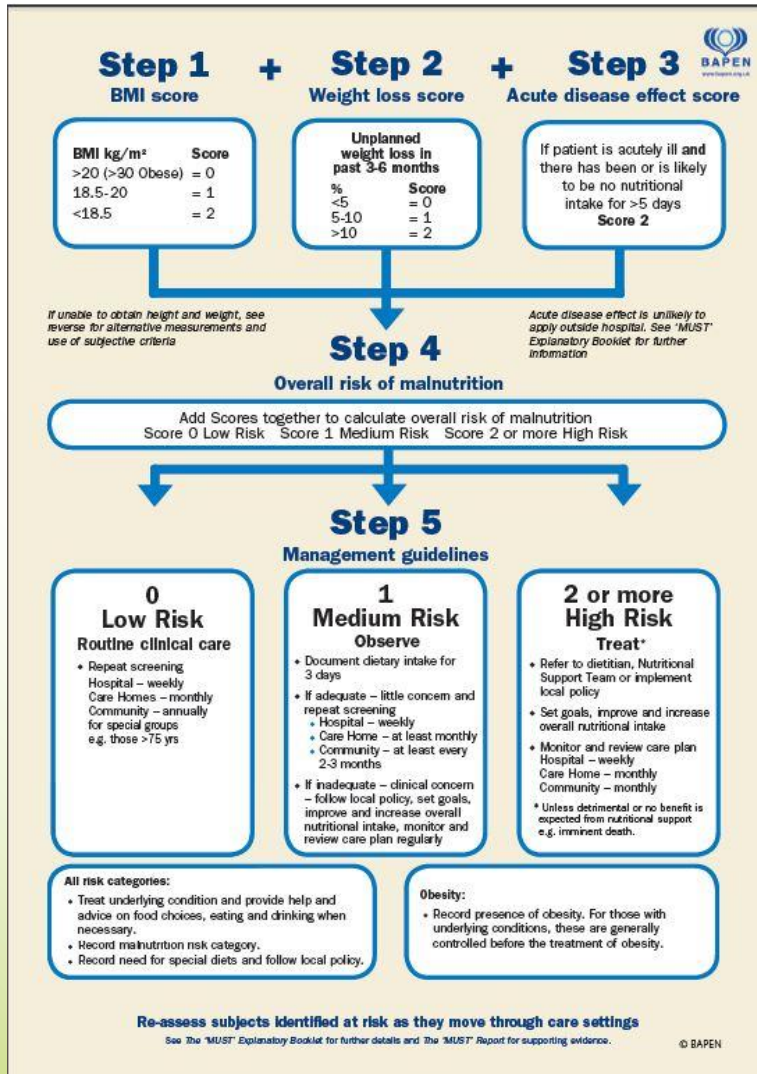 BAPEN
www.bapen.org.uk
Step 1 + Step 2 + Step 3
BMI score
Weight loss score
Acute disease effect score
BMI kg/m² Score
>20 (>30 Obese) = 0
18.5-20 = 1
<18.5 = 2
Unplanned
weight loss in
past 3-6 months
% Score
<5 = 0
5-10 = 1
>10 = 2
If patient is acutely ill and
there has been or is likely
to be no nutritional
intake for >5 days
Score 2
If unable to obtain height and weight, see
reverse for alternative measurements and
use of subjective criteria
Acute disease effect is unlikely to
apply outside hospital. See 'MUST'
Explanatory Booklet for further
information
Step 4
Overall risk of malnutrition
Add Scores together to calculate overall risk of malnutrition
Score 0 Low Risk Score 1 Medium Risk Score 2 or more High Risk
Step 5
Management guidelines
0
Low Risk
Routine clinical care
• Repeat screening
Hospital – weekly
Care Homes – monthly
Community – annually
for special groups
e.g. those >75 yrs
1
Medium Risk
Observe
• Document dietary intake for
3 days
• If adequate – little concern and
repeat screening
• Hospital – weekly
• Care Home – at least monthly
• Community – at least every
2-3 months
• If inadequate – clinical concern
– follow local policy, set goals,
improve and increase overall
nutritional intake, monitor and
review care plan regularly
2 or more
High Risk
Treat*
• Refer to dietitian, Nutritional
Support Team or implement
local policy
• Set goals, improve and increase
overall nutritional intake
• Monitor and review care plan
Hospital – weekly
Care Home – monthly
Community – monthly
* Unless detrimental or no benefit is
expected from nutritional support
e.g. imminent death.
All risk categories:
• Treat underlying condition and provide help and
advice on food choices, eating and drinking when
necessary.
• Record malnutrition risk category.
• Record need for special diets and follow local policy.
Obesity:
• Record presence of obesity. For those with
underlying conditions, these are generally
controlled before the treatment of obesity.
Re-assess subjects identified at risk as they move through care settings
See The 'MUST' Explanatory Booklet for further details and The 'MUST' Report for supporting evidence.
© BAPEN